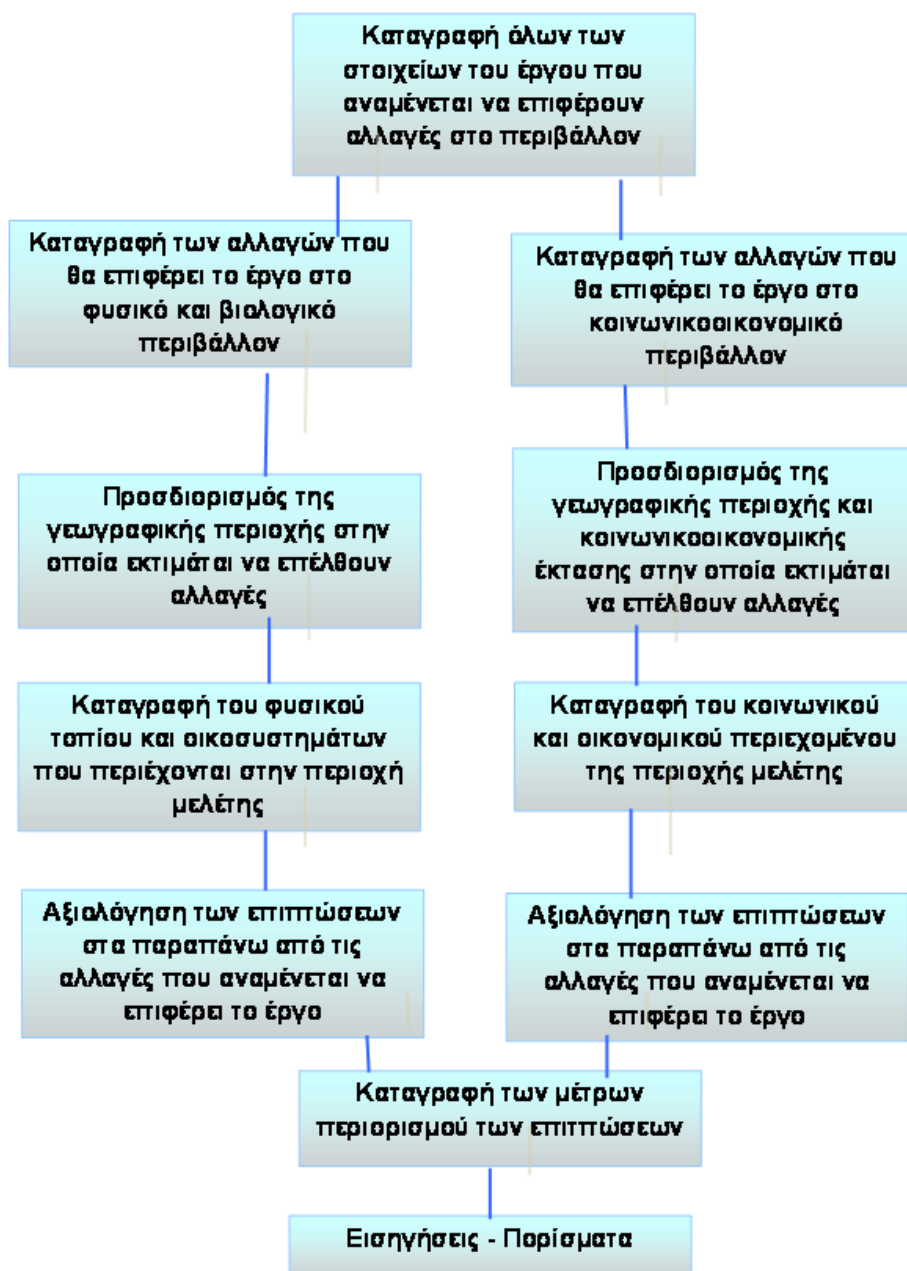 Καταγραφή όλων των
στοιχείων του έργου που
αναμένεται να επιφέρουν
αλλαγές στο περιβάλλον
Καταγραφή των αλλαγών που
θα επιφέρει το έργο στο
φυσικό και βιολογικό
περιβάλλον
Καταγραφή των αλλαγών που
θα επιφέρει το έργο στο
κοινωνικοοικονομικό
περιβάλλον
Προσδιορισμός της
γεωγραφικής περιοχής στην
οποία εκτιμάται να επέλθουν
αλλαγές
Προσδιορισμός της
γεωγραφικής περιοχής και
κοινωνικοοικονομικής
έκτασης στην οποία εκτιμάται
να επέλθουν αλλαγές
Καταγραφή του φυσικού
τοπίου και οικοσυστημάτων
που περιέχονται στην περιοχή
μελέτης
Καταγραφή του κοινωνικού
και οικονομικού περιεχομένου
της περιοχής μελέτης
Αξιολόγηση των επιπτώσεων
στα παραπάνω από τις
αλλαγές που αναμένεται να
επιφέρει το έργο
Αξιολόγηση των επιπτώσεων
στα παραπάνω από τις
αλλαγές που αναμένεται να
επιφέρει το έργο
Καταγραφή των μέτρων
περιορισμού των επιπτώσεων
Εισηγήσεις - Πορίσματα